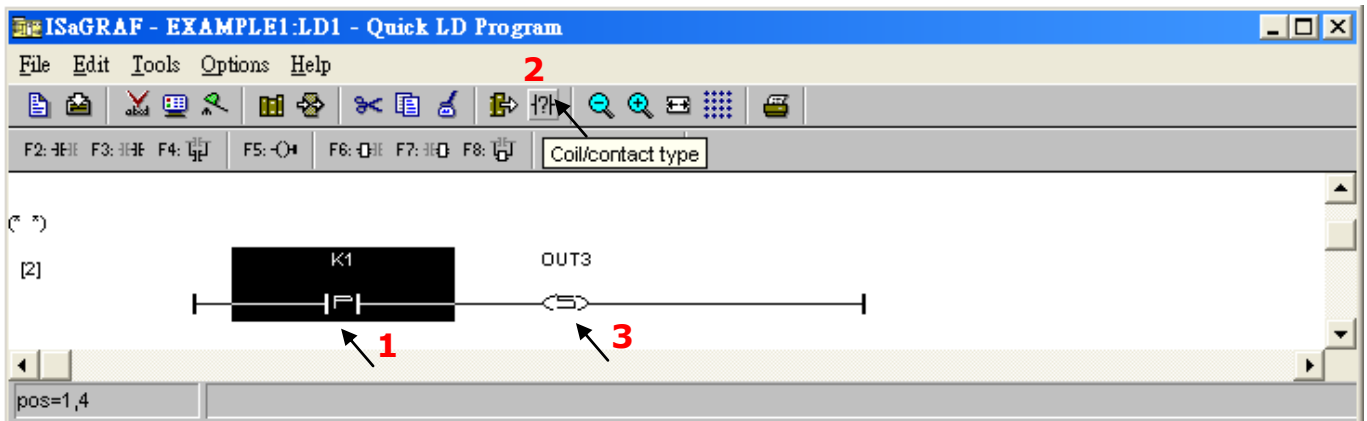 ISaGRAF - EXAMPLE1:LD1 - Quick LD Program
File Edit Tools Options Help
2
F2: F3: F4: F5: F6: F7: F8:
Coil/contact type
(* *)
[2] K1 OUT3
P S
1 3
pos=1,4